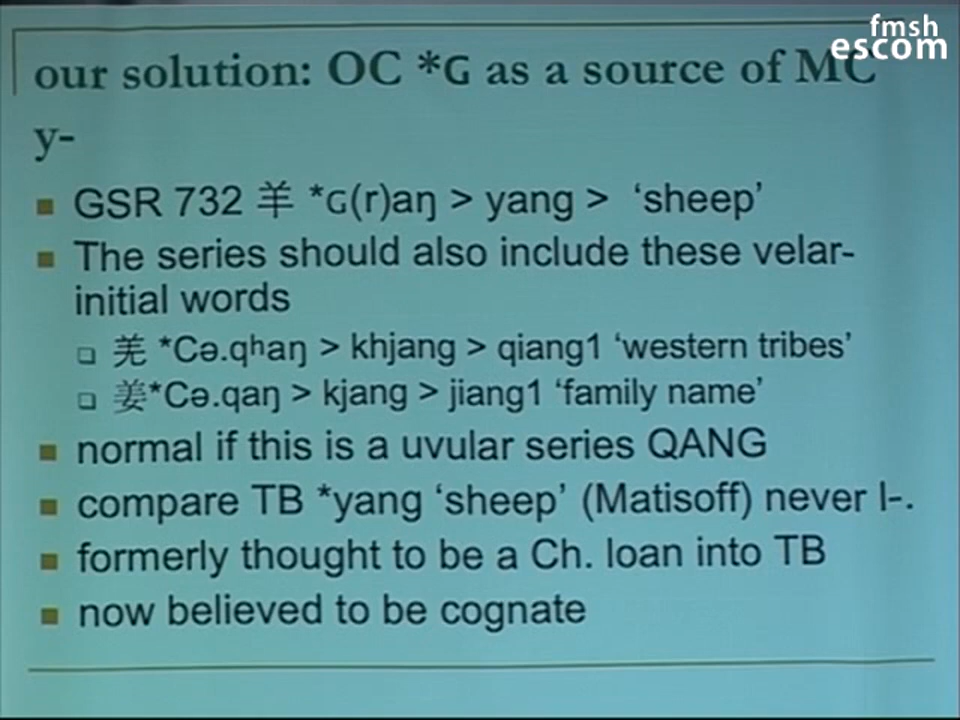 fmsh
escom
our solution: OC *ɢ as a source of MC
y-
GSR 732 羊 *ɢ(r)aŋ > yang > ‘sheep’
The series should also include these velar-
initial words
羌 *Cə.qʰaŋ > khjang > qiang1 ‘western tribes’
姜*Cə.qaŋ > kjang > jiang1 ‘family name’
normal if this is a uvular series QANG
compare TB *yang ‘sheep’ (Matisoff) never l-.
formerly thought to be a Ch. loan into TB
now believed to be cognate